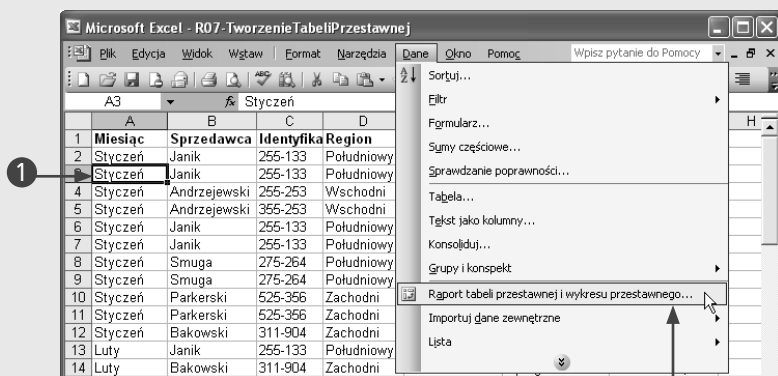 Microsoft Excel - R07-TworzenieTabeliPrzestawnej
Plik Edycja Widok Wstaw Format Narzędzia Dane Okno Pomoc Wpisz pytanie do Pomocy
A3 fx Styczeń
A B C D H
1 Miesiąc Sprzedawca Identyfika Region
2 Styczeń Janik 255-133 Południowy
3 Styczeń Janik 255-133 Południowy
4 Styczeń Andrzejewski 255-253 Wschodni
5 Styczeń Andrzejewski 355-253 Wschodni
6 Styczeń Janik 255-133 Południowy
7 Styczeń Janik 255-133 Południowy
8 Styczeń Smuga 275-264 Południowy
9 Styczeń Smuga 275-264 Południowy
10 Styczeń Parkerski 525-356 Zachodni
11 Styczeń Parkerski 525-356 Zachodni
12 Styczeń Bakowski 311-904 Zachodni
13 Luty Janik 255-133 Południowy
14 Luty Bakowski 311-904 Zachodni
Sortuj...
Filtr
Formularz...
Sumy częściowe...
Sprawdzanie poprawności...
Tabela...
Tekst jako kolumny...
Konsoliduj...
Grupy i konspekt
Raport tabeli przestawnej i wykresu przestawnego...
Importuj dane zewnętrzne
Lista
1